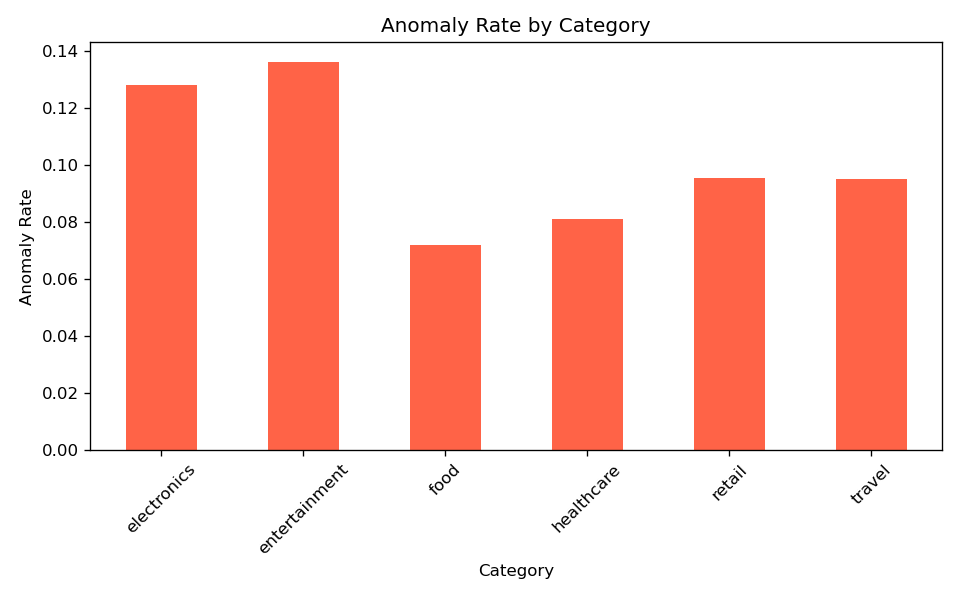 Anomaly Rate by Category
0.14
0.12
0.10
0.08
0.06
0.04
0.02
0.00
Anomaly Rate
electronics
entertainment
food
healthcare
retail
travel
Category